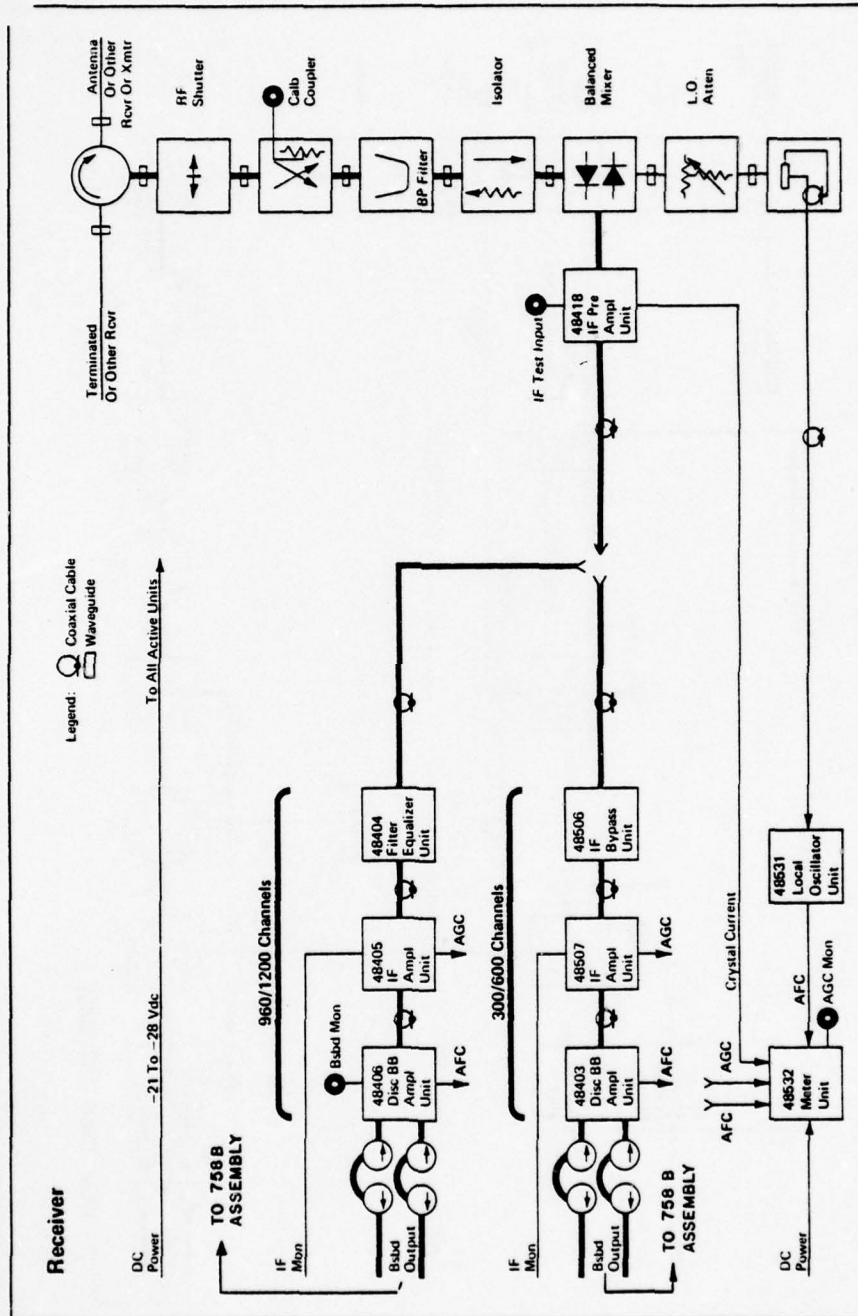 Receiver
Legend:
Coaxial Cable
Waveguide
DC
Power
-21 To -28 Vdc
To All Active Units
Terminated
Or Other Rcvr
Antenna
Or Other
Rcvr Or Xmtr
RF
Shutter
Calb
Coupler
BP Filter
Isolator
Balanced
Mixer
L.O.
Atten
IF Test Input
48418
IF Pre
Ampl
Unit
TO 758 B
ASSEMBLY
960/1200 Channels
IF
Mon
Bsbd Mon
Bsbd
Output
48406
Disc BB
Ampl
Unit
AFC
48405
IF
Ampl
Unit
AGC
48404
Filter
Equalizer
Unit
300/600 Channels
IF
Mon
Bsbd
Output
TO 758 B
ASSEMBLY
48403
Disc BB
Ampl
Unit
AFC
48507
IF
Ampl
Unit
AGC
48506
IF
Bypass
Unit
Crystal Current
AFC
AGC
AFC
DC
Power
48532
Meter
Unit
AGC Mon
48531
Local
Oscillator
Unit